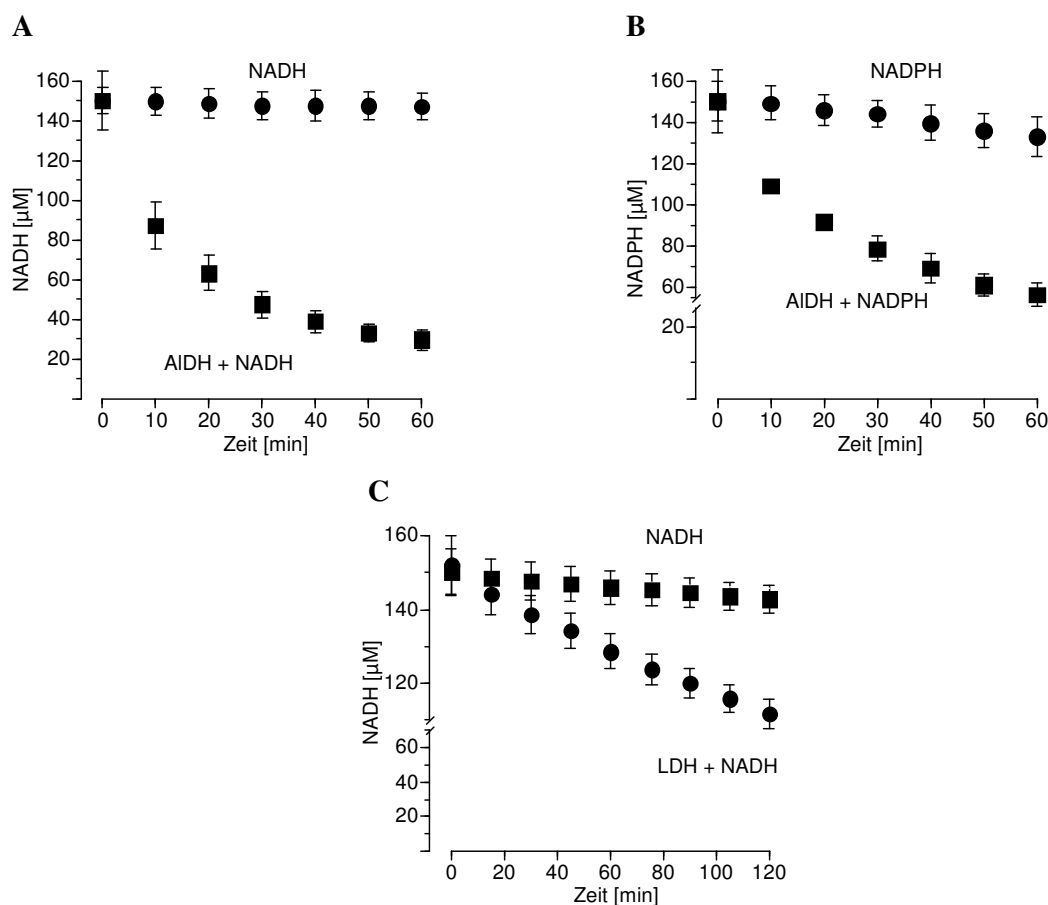 A
NADH
160
140
120
100
80
60
40
20
NADH [µM]
AlDH + NADH
0 10 20 30 40 50 60
Zeit [min]
B
NADPH
160
140
120
100
80
60
20
NADPH [µM]
AlDH + NADPH
0 10 20 30 40 50 60
Zeit [min]
C
NADH
160
140
120
60
40
20
NADH [µM]
LDH + NADH
0 20 40 60 80 100 120
Zeit [min]